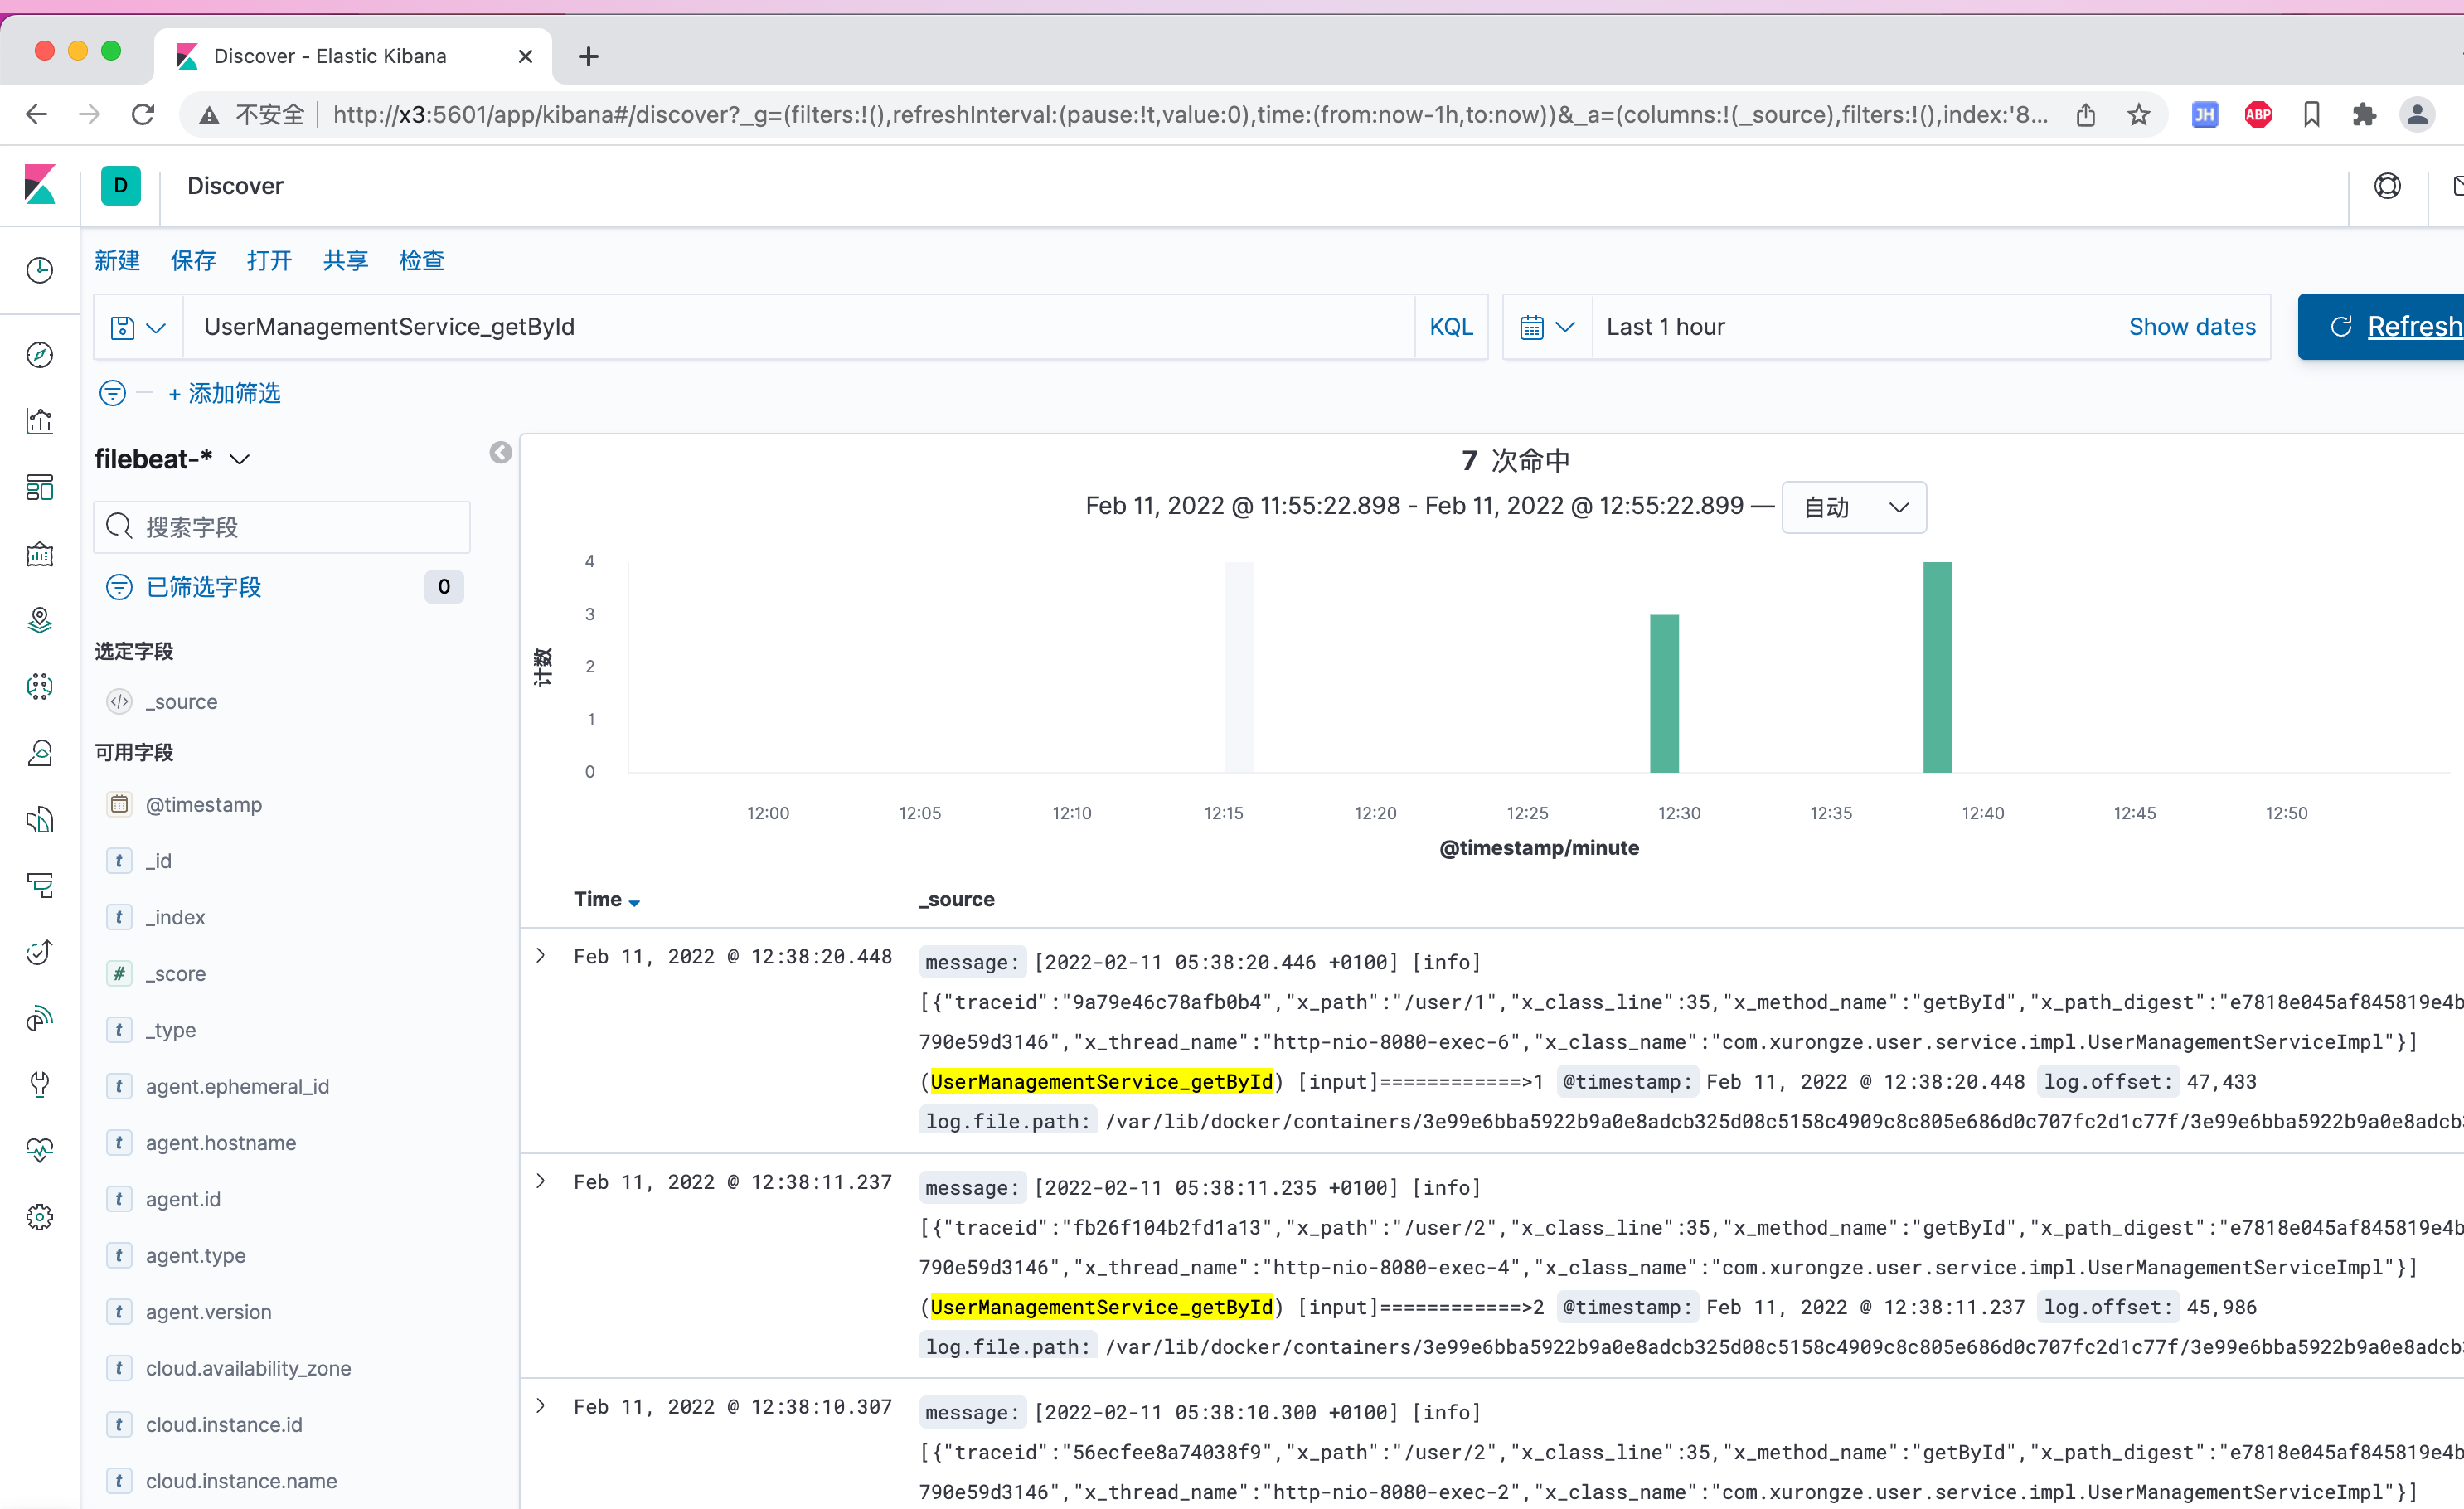 Discover - Elastic Kibana
不安全 http://x3:5601/app/kibana#/discover?_g=(filters:!(),refreshInterval:(pause:!t,value:0),time:(from:now-1h,to:now))&_a=(columns:!(_source),filters:!(),index:'8...
JH ABP
D Discover
新建 保存 打开 共享 检查
UserManagementService_getById KQL Last 1 hour Show dates Refresh
+ 添加筛选
filebeat-*
搜索字段
已筛选字段 0
选定字段
</> _source
可用字段
@timestamp
t _id
t _index
# _score
t _type
t agent.ephemeral_id
t agent.hostname
t agent.id
t agent.type
t agent.version
t cloud.availability_zone
t cloud.instance.id
t cloud.instance.name
7 次命中
Feb 11, 2022 @ 11:55:22.898 - Feb 11, 2022 @ 12:55:22.899 — 自动
计数
4
3
2
1
0
12:00 12:05 12:10 12:15 12:20 12:25 12:30 12:35 12:40 12:45 12:50
@timestamp/minute
Time _source
Feb 11, 2022 @ 12:38:20.448 message: [2022-02-11 05:38:20.446 +0100] [info]
[{"traceid":"9a79e46c78afb0b4","x_path":"/user/1","x_class_line":35,"x_method_name":"getById","x_path_digest":"e7818e045af845819e4b
790e59d3146","x_thread_name":"http-nio-8080-exec-6","x_class_name":"com.xurongze.user.service.impl.UserManagementServiceImpl"}]
(UserManagementService_getById) [input]============>1 @timestamp: Feb 11, 2022 @ 12:38:20.448 log.offset: 47,433
log.file.path: /var/lib/docker/containers/3e99e6bba5922b9a0e8adcb325d08c5158c4909c8c805e686d0c707fc2d1c77f/3e99e6bba5922b9a0e8adcb
Feb 11, 2022 @ 12:38:11.237 message: [2022-02-11 05:38:11.235 +0100] [info]
[{"traceid":"fb26f104b2fd1a13","x_path":"/user/2","x_class_line":35,"x_method_name":"getById","x_path_digest":"e7818e045af845819e4b
790e59d3146","x_thread_name":"http-nio-8080-exec-4","x_class_name":"com.xurongze.user.service.impl.UserManagementServiceImpl"}]
(UserManagementService_getById) [input]============>2 @timestamp: Feb 11, 2022 @ 12:38:11.237 log.offset: 45,986
log.file.path: /var/lib/docker/containers/3e99e6bba5922b9a0e8adcb325d08c5158c4909c8c805e686d0c707fc2d1c77f/3e99e6bba5922b9a0e8adcb
Feb 11, 2022 @ 12:38:10.307 message: [2022-02-11 05:38:10.300 +0100] [info]
[{"traceid":"56ecfee8a74038f9","x_path":"/user/2","x_class_line":35,"x_method_name":"getById","x_path_digest":"e7818e045af845819e4b
790e59d3146","x_thread_name":"http-nio-8080-exec-2","x_class_name":"com.xurongze.user.service.impl.UserManagementServiceImpl"}]